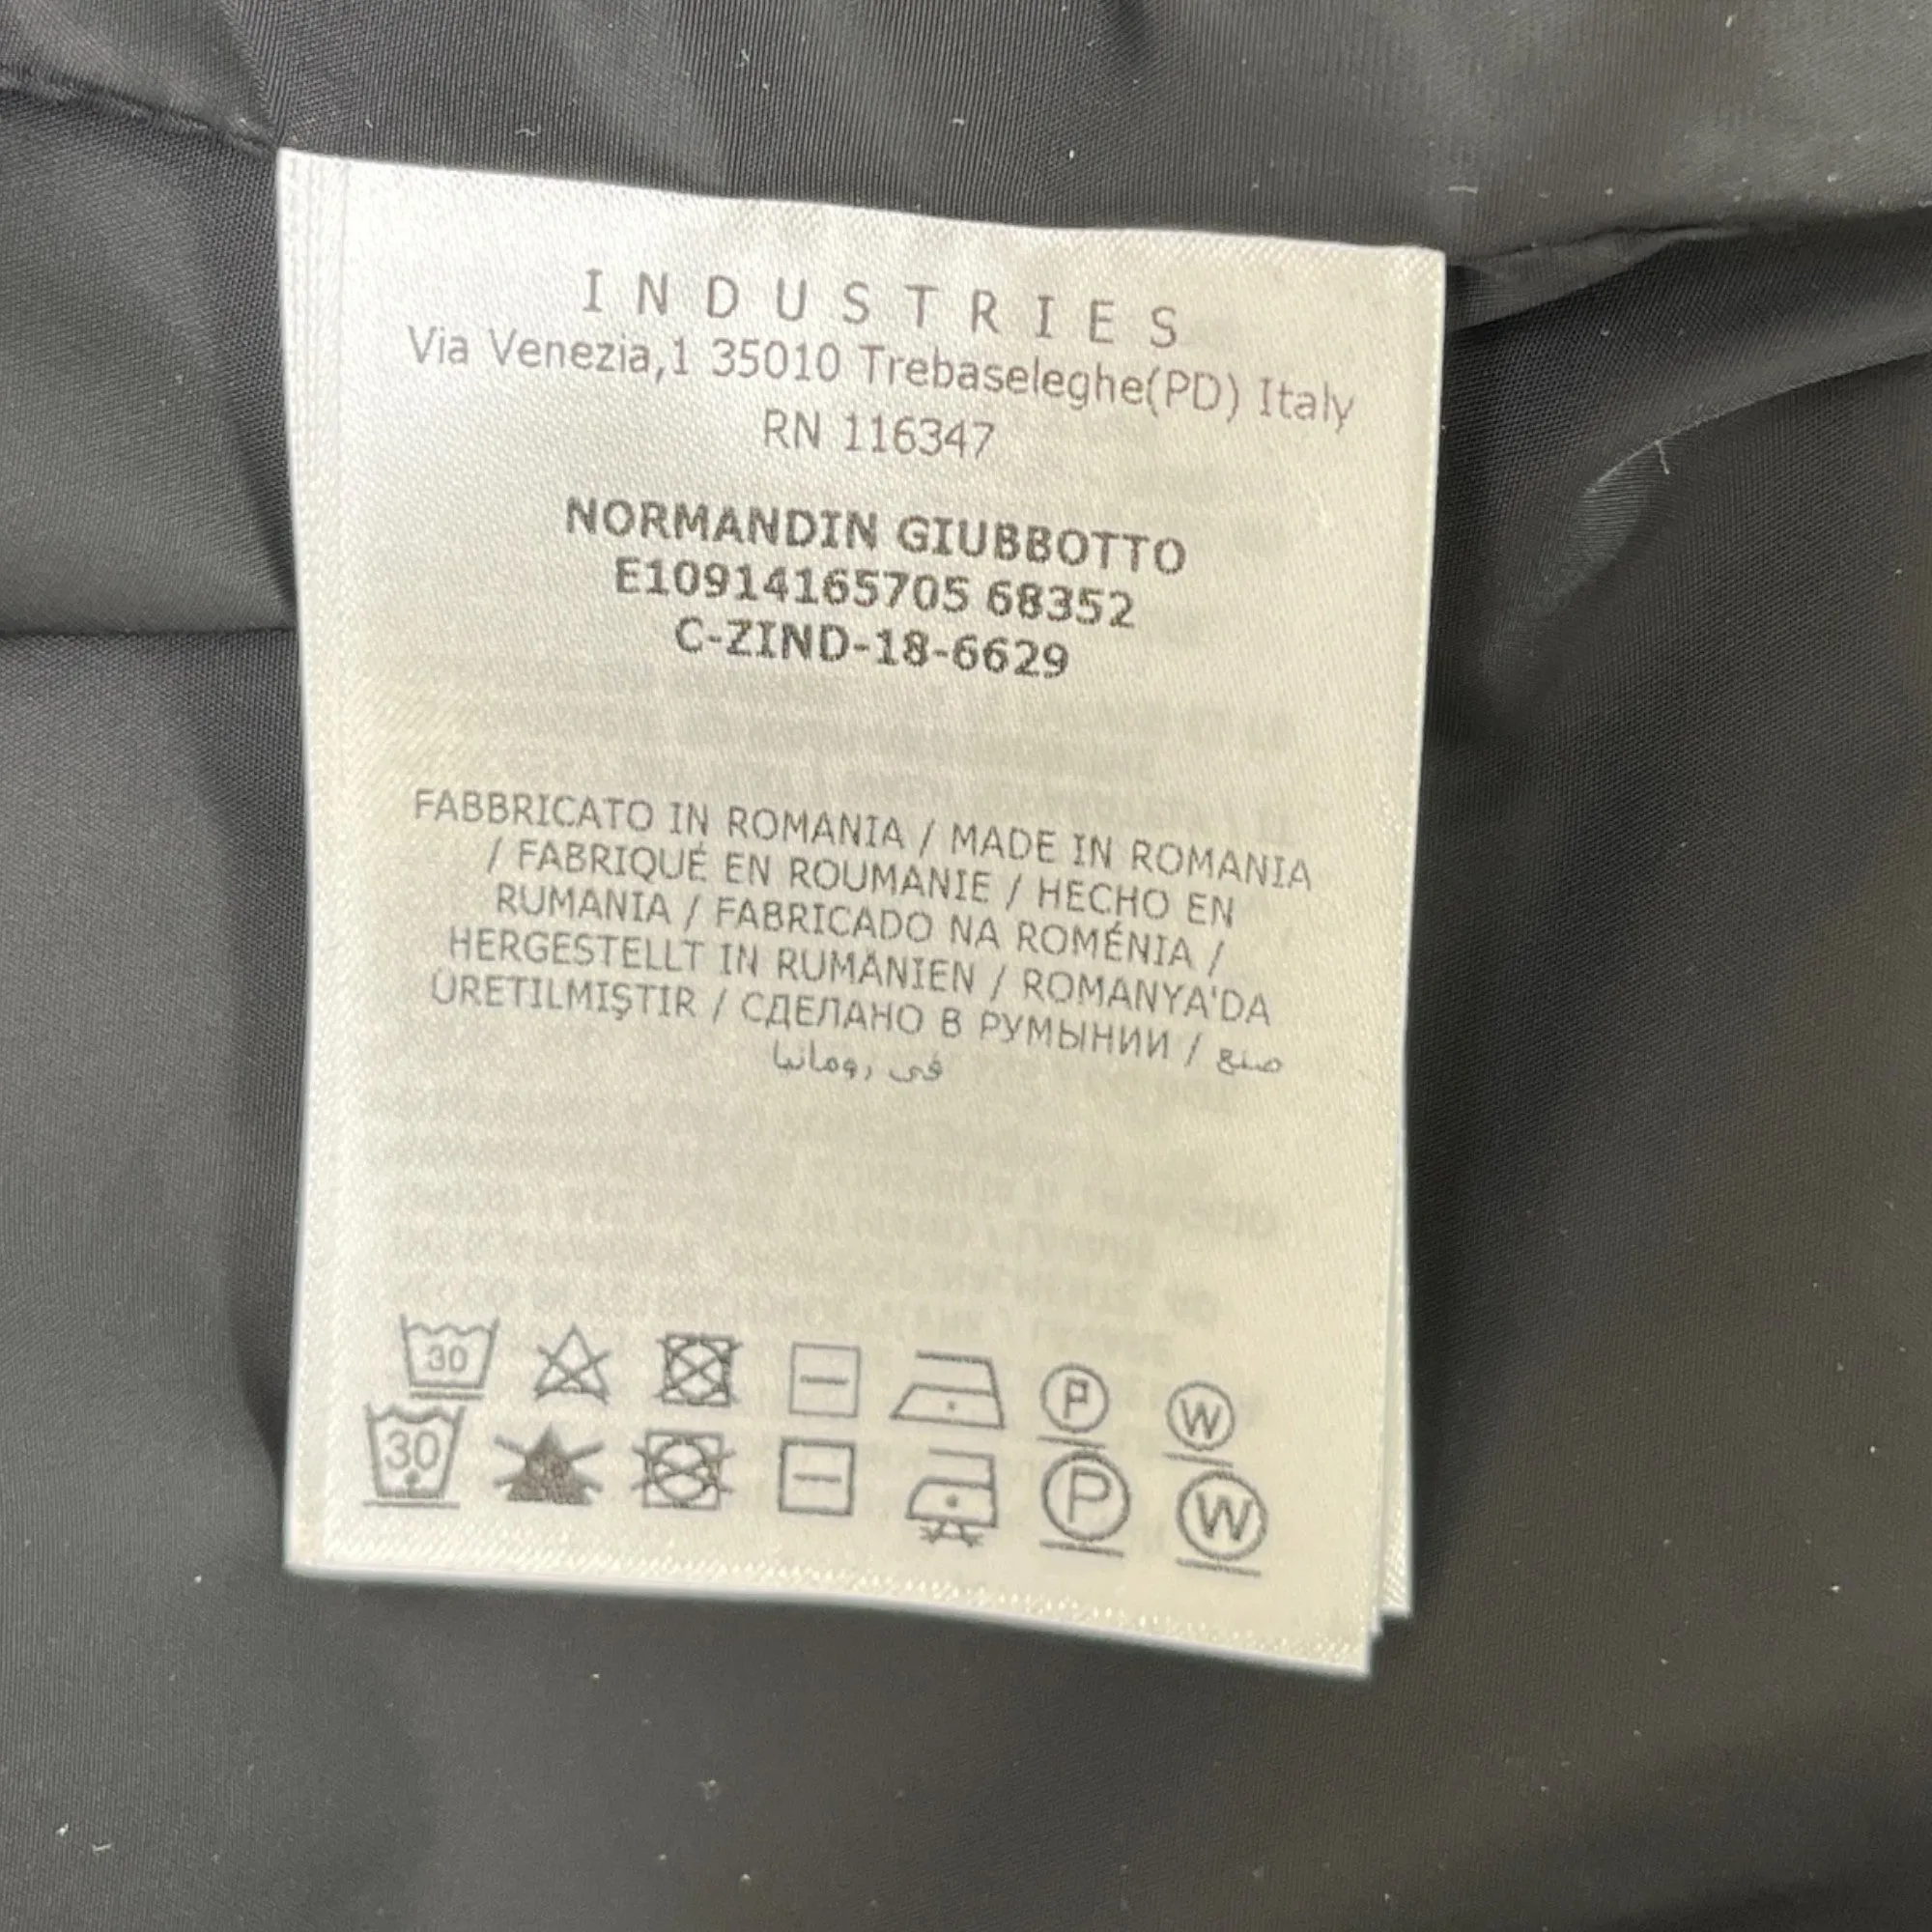 INDUSTRIES
Via Venezia,1 35010 Trebaseleghe(PD) Italy
RN 116347
NORMANDIN GIUBBOTTO
E10914165705 68352
C-ZIND-18-6629
FABBRICATO IN ROMANIA / MADE IN ROMANIA
/ FABRIQUÉ EN ROUMANIE / HECHO EN
RUMANIA / FABRICADO NA ROMÉNIA /
HERGESTELLT IN RUMÄNIEN / ROMANYA'DA
ÜRETILMIŞTIR / СДЕЛАНО В РУМЫНИИ / صنع
في رومانيا
30 P W
30 P W